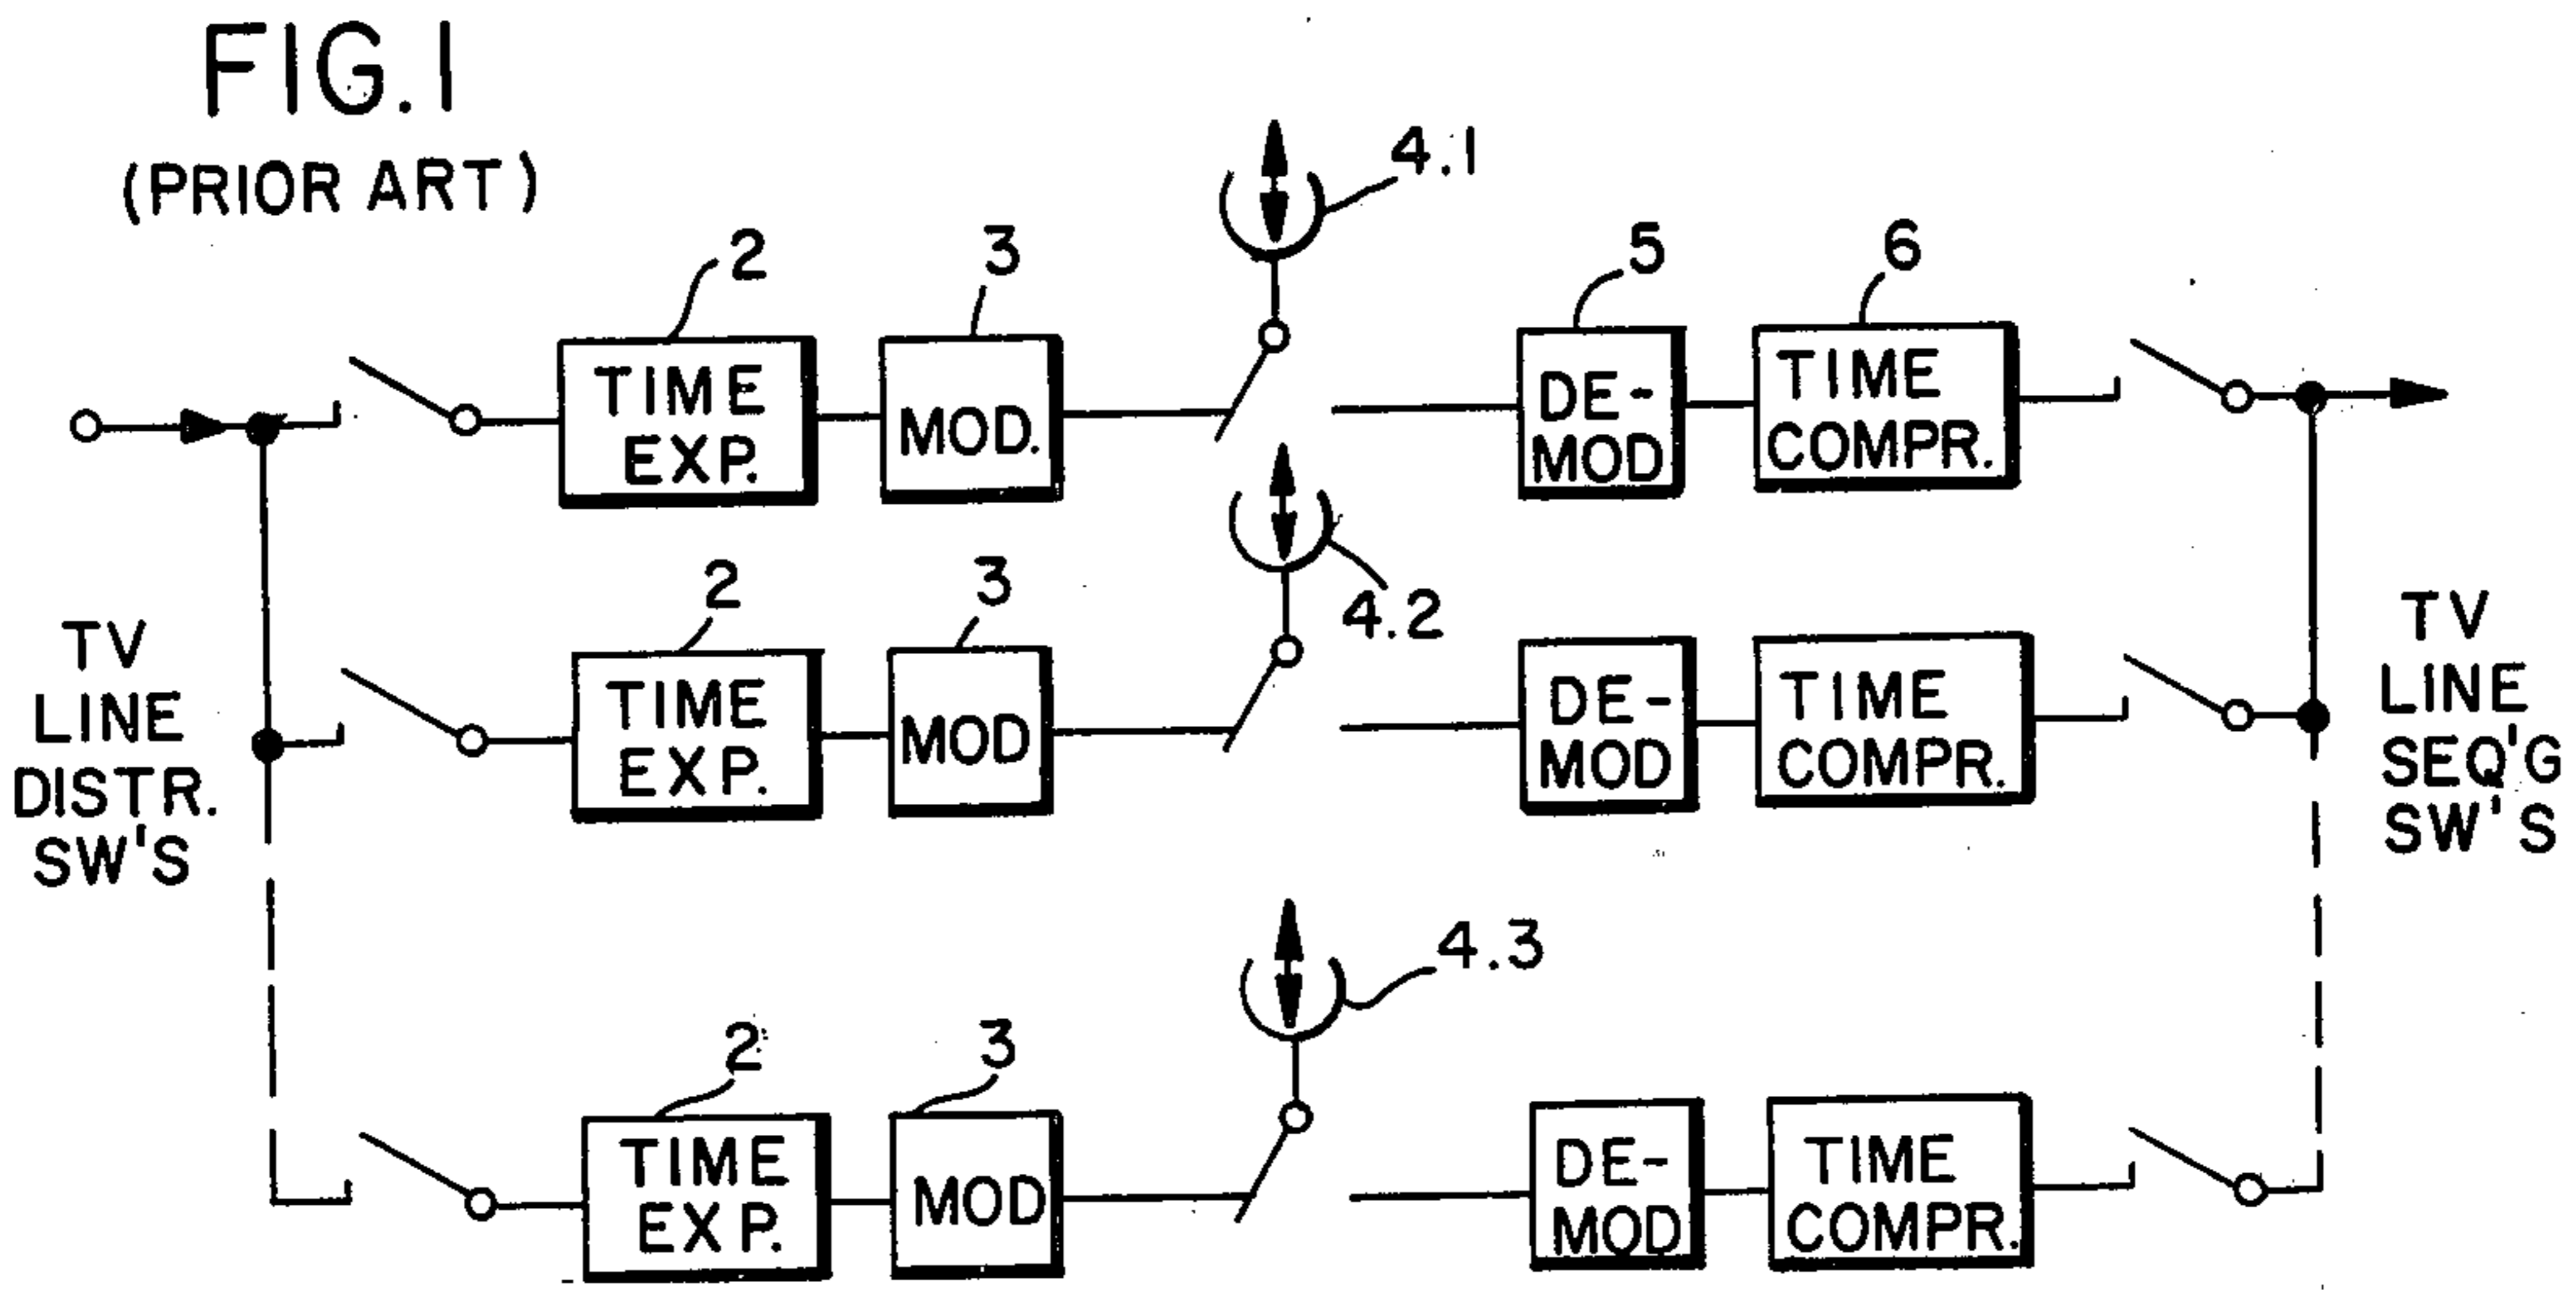 FIG. 1
(PRIOR ART)
4.1
2
3
5
6
TIME
EXP.
MOD.
DE-
MOD
TIME
COMPR.
4.2
2
3
TIME
EXP.
MOD
DE-
MOD
TIME
COMPR.
TV
LINE
DISTR.
SW'S
TV
LINE
SEQ'G
SW'S
4.3
2
3
TIME
EXP.
MOD
DE-
MOD
TIME
COMPR.